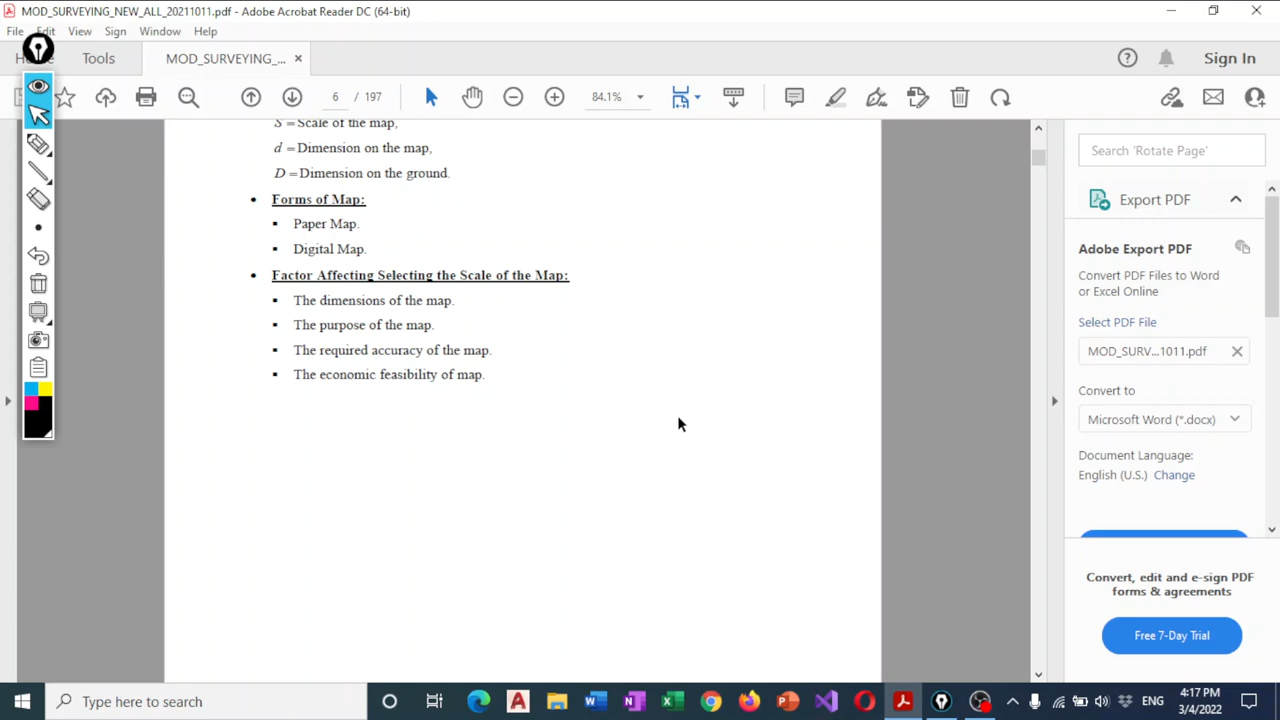 MOD_SURVEYING_NEW_ALL_20211011.pdf - Adobe Acrobat Reader DC (64-bit)
File Edit View Sign Window Help
Tools MOD_SURVEYING_... × Sign In
6 / 197 84.1%
S = Scale of the map,
d = Dimension on the map,
D = Dimension on the ground.
• Forms of Map:
▪ Paper Map.
▪ Digital Map.
• Factor Affecting Selecting the Scale of the Map:
▪ The dimensions of the map.
▪ The purpose of the map.
▪ The required accuracy of the map.
▪ The economic feasibility of map.
Search 'Rotate Page'
Export PDF
Adobe Export PDF
Convert PDF Files to Word
or Excel Online
Select PDF File
MOD_SURV...1011.pdf
Convert to
Microsoft Word (*.docx)
Document Language:
English (U.S.) Change
Convert, edit and e-sign PDF
forms & agreements
Free 7-Day Trial
Type here to search
ENG
4:17 PM
3/4/2022